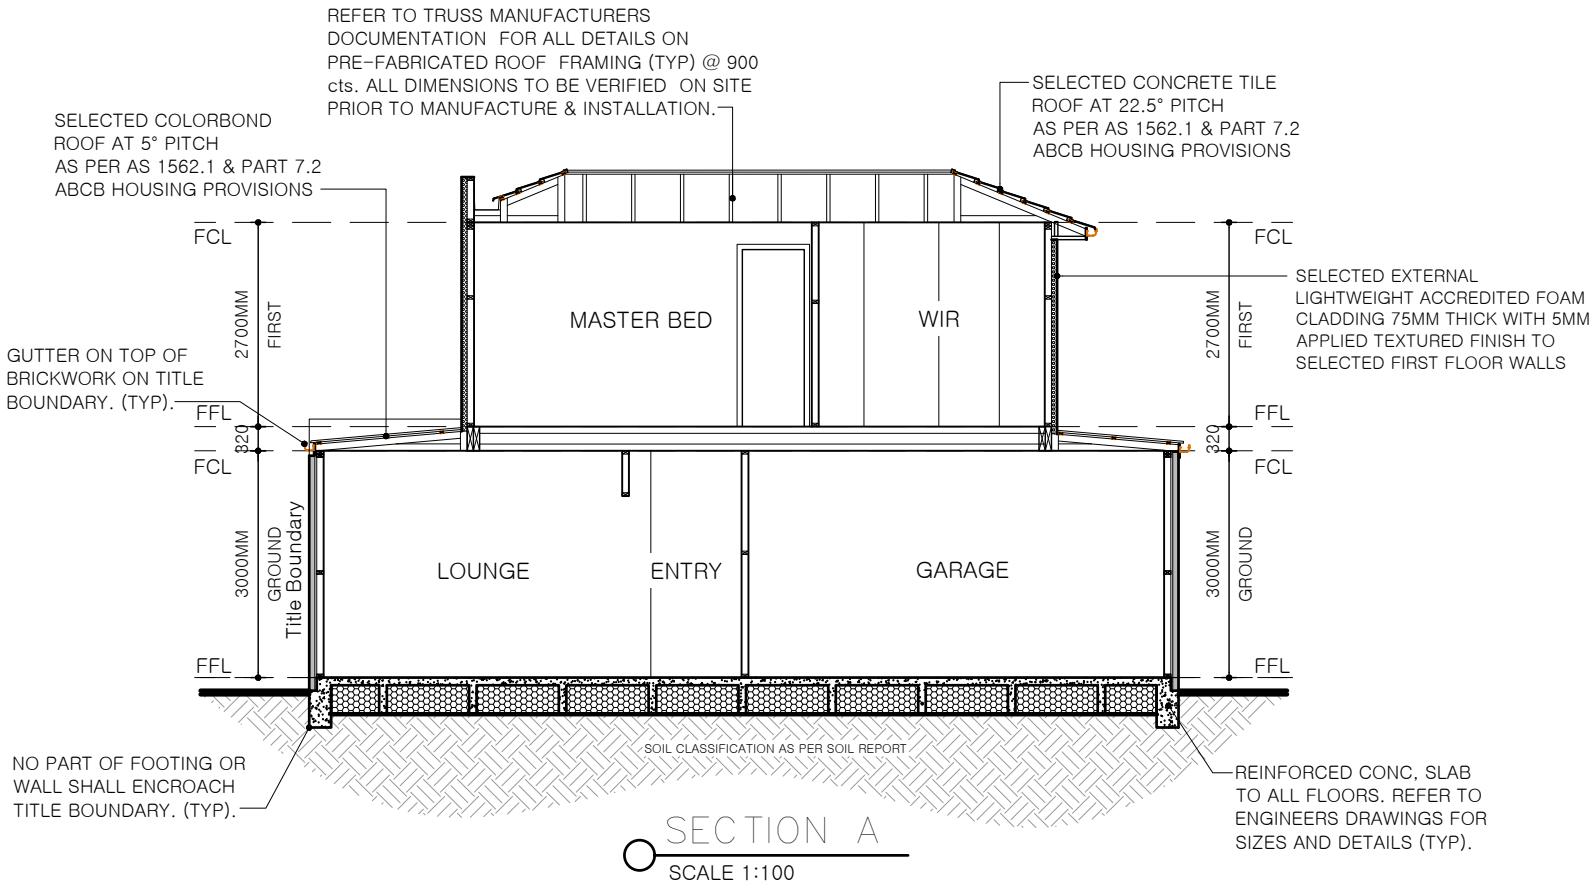 REFER TO TRUSS MANUFACTURERS
DOCUMENTATION FOR ALL DETAILS ON
PRE-FABRICATED ROOF FRAMING (TYP) @ 900
cts. ALL DIMENSIONS TO BE VERIFIED ON SITE
PRIOR TO MANUFACTURE & INSTALLATION.
SELECTED CONCRETE TILE
ROOF AT 22.5° PITCH
AS PER AS 1562.1 & PART 7.2
ABCB HOUSING PROVISIONS
SELECTED COLORBOND
ROOF AT 5° PITCH
AS PER AS 1562.1 & PART 7.2
ABCB HOUSING PROVISIONS
FCL
FCL
SELECTED EXTERNAL
LIGHTWEIGHT ACCREDITED FOAM
CLADDING 75MM THICK WITH 5MM
APPLIED TEXTURED FINISH TO
SELECTED FIRST FLOOR WALLS
2700MM
FIRST
MASTER BED
WIR
2700MM
FIRST
GUTTER ON TOP OF
BRICKWORK ON TITLE
BOUNDARY. (TYP).
FFL
FFL
320
320
FCL
FCL
3000MM
GROUND
Title Boundary
LOUNGE
ENTRY
GARAGE
3000MM
GROUND
FFL
FFL
SOIL CLASSIFICATION AS PER SOIL REPORT
NO PART OF FOOTING OR
WALL SHALL ENCROACH
TITLE BOUNDARY. (TYP).
REINFORCED CONC, SLAB
TO ALL FLOORS. REFER TO
ENGINEERS DRAWINGS FOR
SIZES AND DETAILS (TYP).
SECTION A
SCALE 1:100